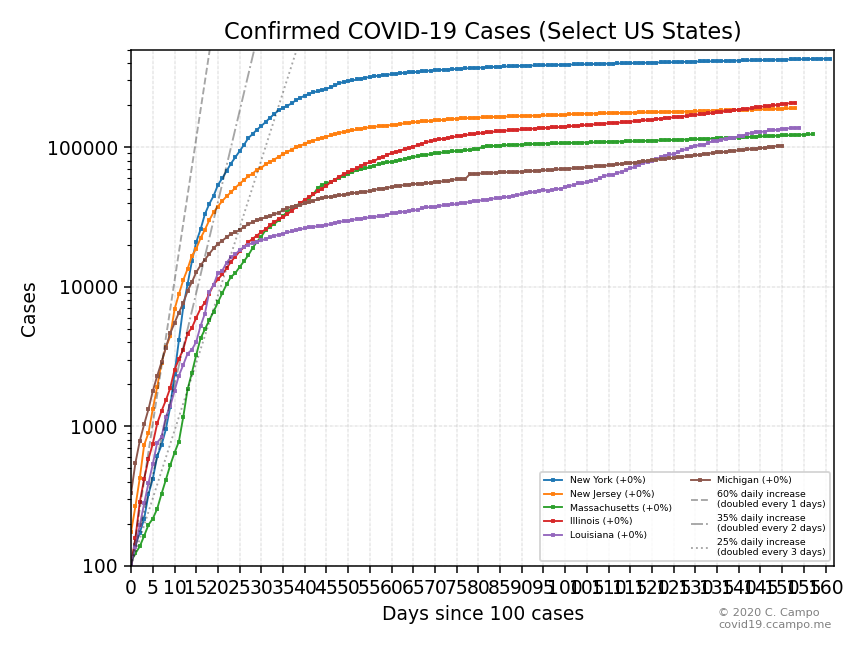 Confirmed COVID-19 Cases (Select US States)
Cases
100000
10000
1000
100
0 5 10 15 20 25 30 35 40 45 50 55 60 65 70 75 80 85 90 95 100 105 110 115 120 125 130 135 140 145 150 155 160
Days since 100 cases
New York (+0%)
New Jersey (+0%)
Massachusetts (+0%)
Illinois (+0%)
Louisiana (+0%)
Michigan (+0%)
60% daily increase
(doubled every 1 days)
35% daily increase
(doubled every 2 days)
25% daily increase
(doubled every 3 days)
© 2020 C. Campo
covid19.ccampo.me